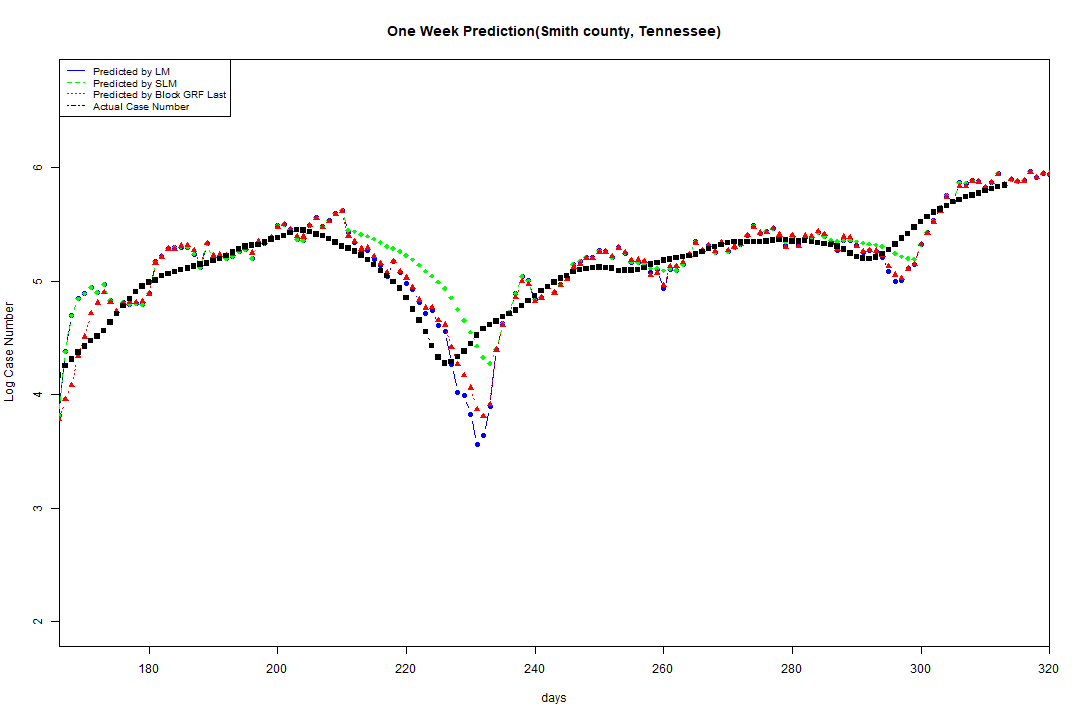 One Week Prediction(Smith county, Tennessee)
Predicted by LM
Predicted by SLM
Predicted by Block GRF Last
Actual Case Number
6
5
4
3
2
Log Case Number
180 200 220 240 260 280 300 320
days